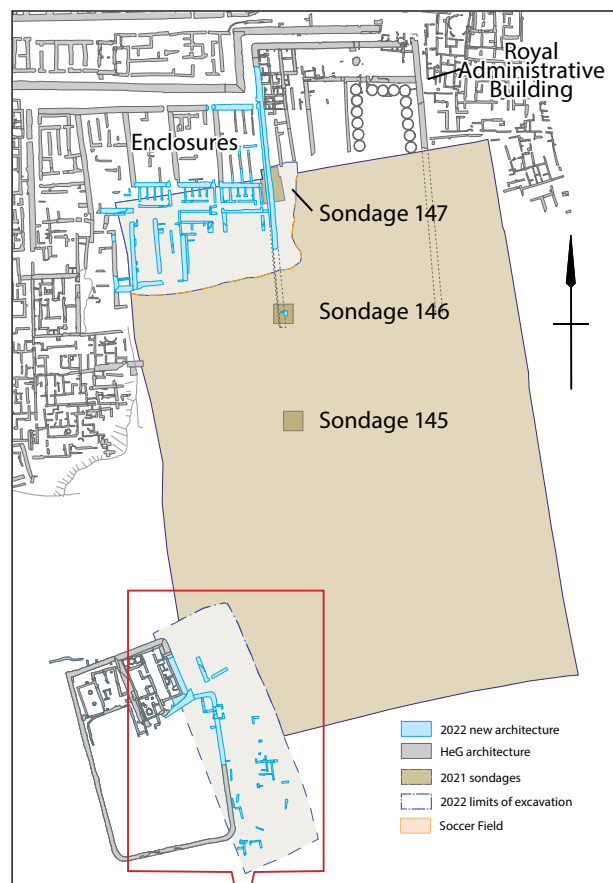 Royal
Administrative
Building
Enclosures
Sondage 147
Sondage 146
Sondage 145
2022 new architecture
HeG architecture
2021 sondages
2022 limits of excavation
Soccer Field